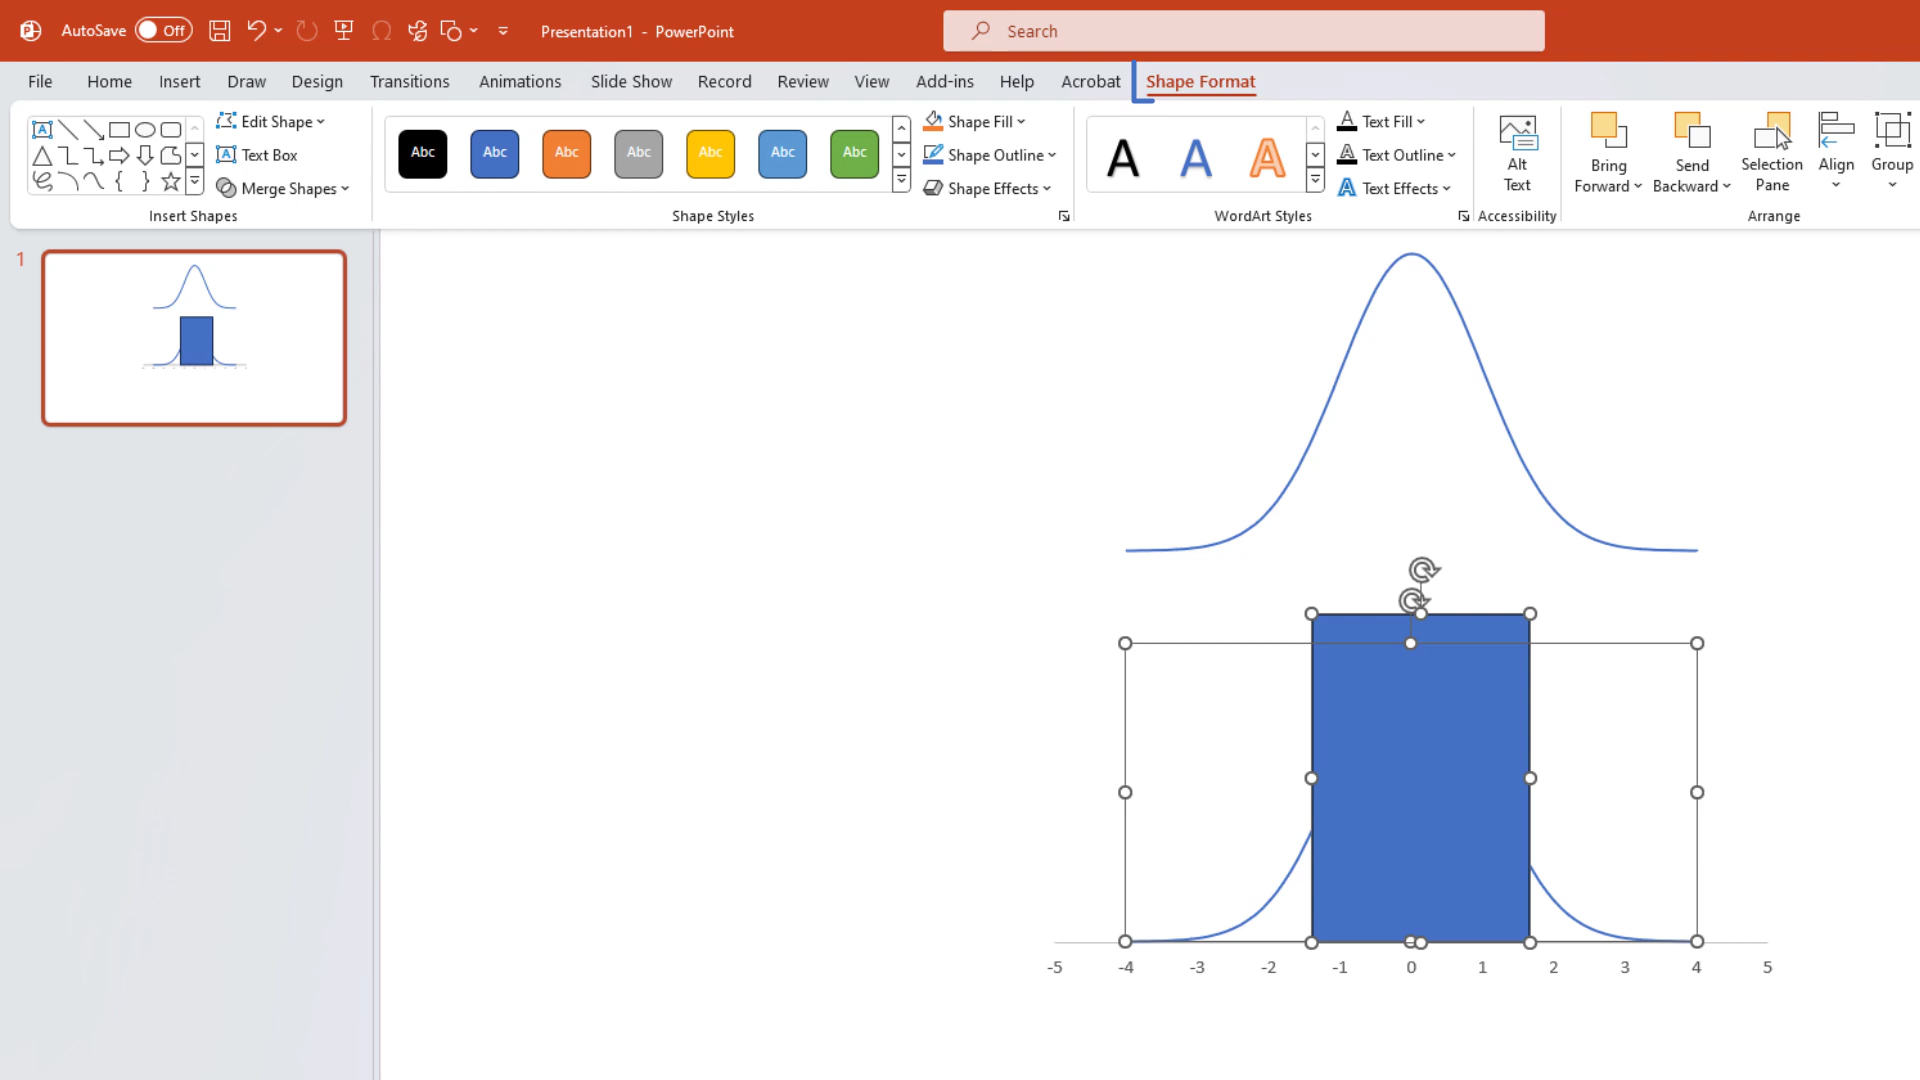 AutoSave Off Presentation1 - PowerPoint Search
File Home Insert Draw Design Transitions Animations Slide Show Record Review View Add-ins Help Acrobat Shape Format
Edit Shape
Text Box
Merge Shapes
Insert Shapes
Abc Abc Abc Abc Abc Abc Abc
Shape Fill
Shape Outline
Shape Effects
Shape Styles
A A A
Text Fill
Text Outline
Text Effects
WordArt Styles
Alt
Text
Accessibility
Bring
Forward
Send
Backward
Selection
Pane
Align
Group
Arrange
1
-5 -4 -3 -2 -1 0 1 2 3 4 5